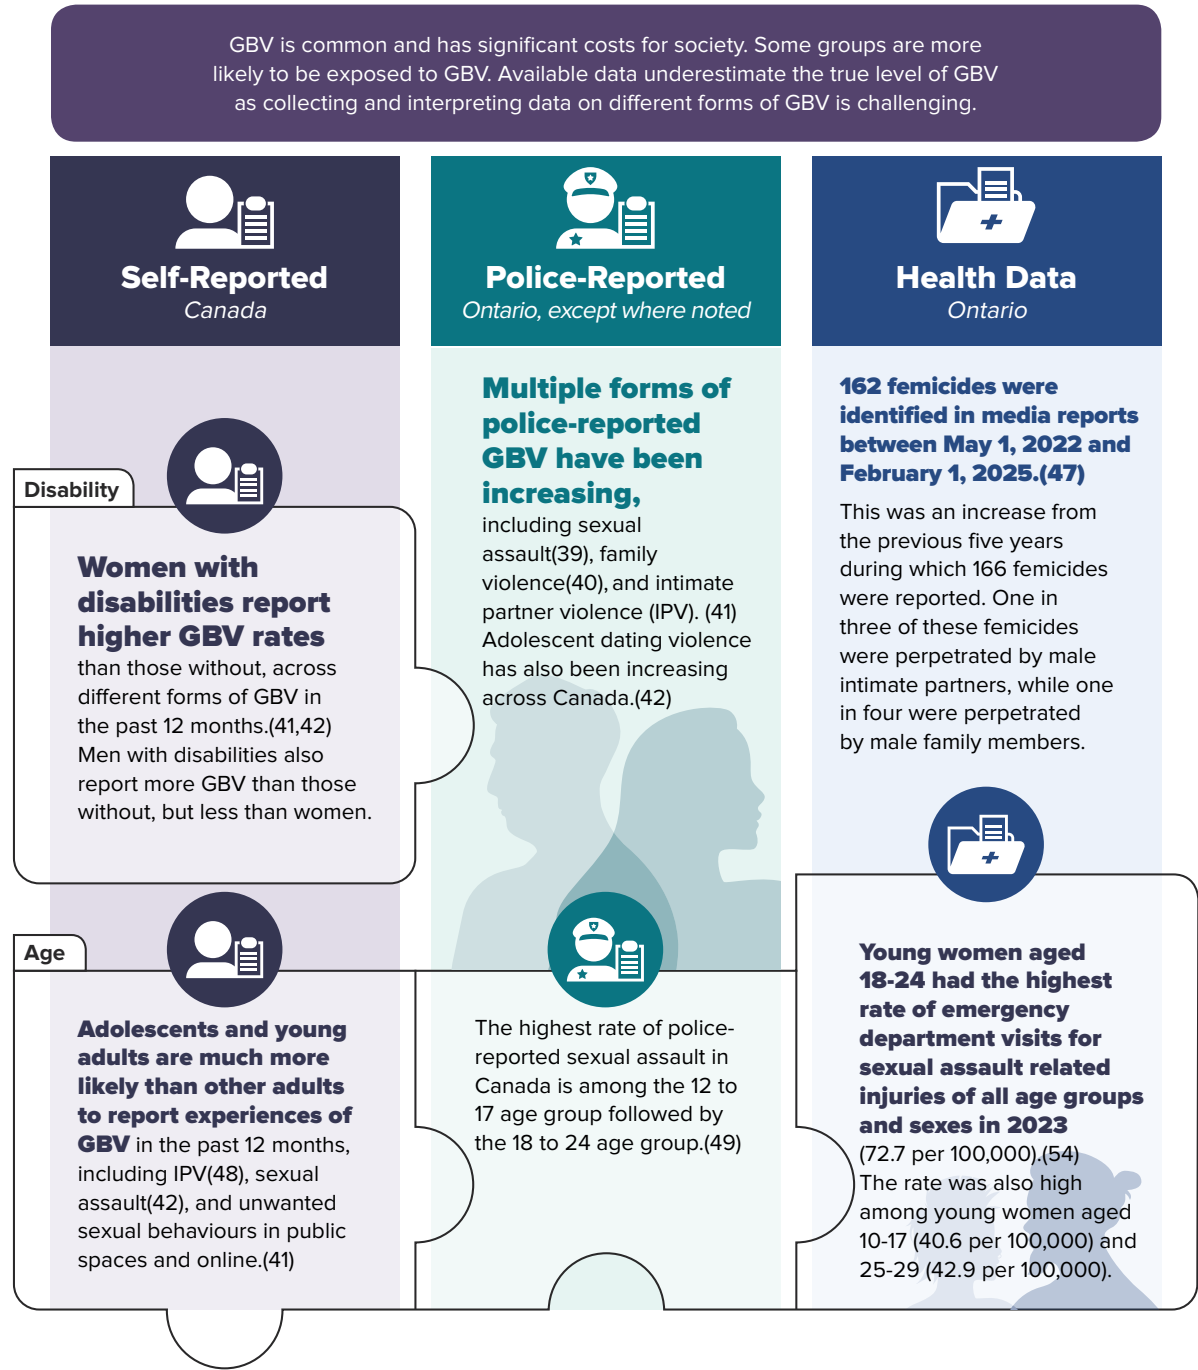 GBV is common and has significant costs for society. Some groups are more
likely to be exposed to GBV. Available data underestimate the true level of GBV
as collecting and interpreting data on different forms of GBV is challenging.
Self-Reported
Canada
Disability
Women with
disabilities report
higher GBV rates
than those without, across
different forms of GBV in
the past 12 months.(41,42)
Men with disabilities also
report more GBV than those
without, but less than women.
Age
Adolescents and young
adults are much more
likely than other adults
to report experiences of
GBV in the past 12 months,
including IPV(48), sexual
assault(42), and unwanted
sexual behaviours in public
spaces and online.(41)
Police-Reported
Ontario, except where noted
Multiple forms of
police-reported
GBV have been
increasing,
including sexual
assault(39), family
violence(40), and intimate
partner violence (IPV). (41)
Adolescent dating violence
has also been increasing
across Canada.(42)
The highest rate of police-
reported sexual assault in
Canada is among the 12 to
17 age group followed by
the 18 to 24 age group.(49)
Health Data
Ontario
162 femicides were
identified in media reports
between May 1, 2022 and
February 1, 2025.(47)
This was an increase from
the previous five years
during which 166 femicides
were reported. One in
three of these femicides
were perpetrated by male
intimate partners, while one
in four were perpetrated
by male family members.
Young women aged
18-24 had the highest
rate of emergency
department visits for
sexual assault related
injuries of all age groups
and sexes in 2023
(72.7 per 100,000).(54)
The rate was also high
among young women aged
10-17 (40.6 per 100,000) and
25-29 (42.9 per 100,000).